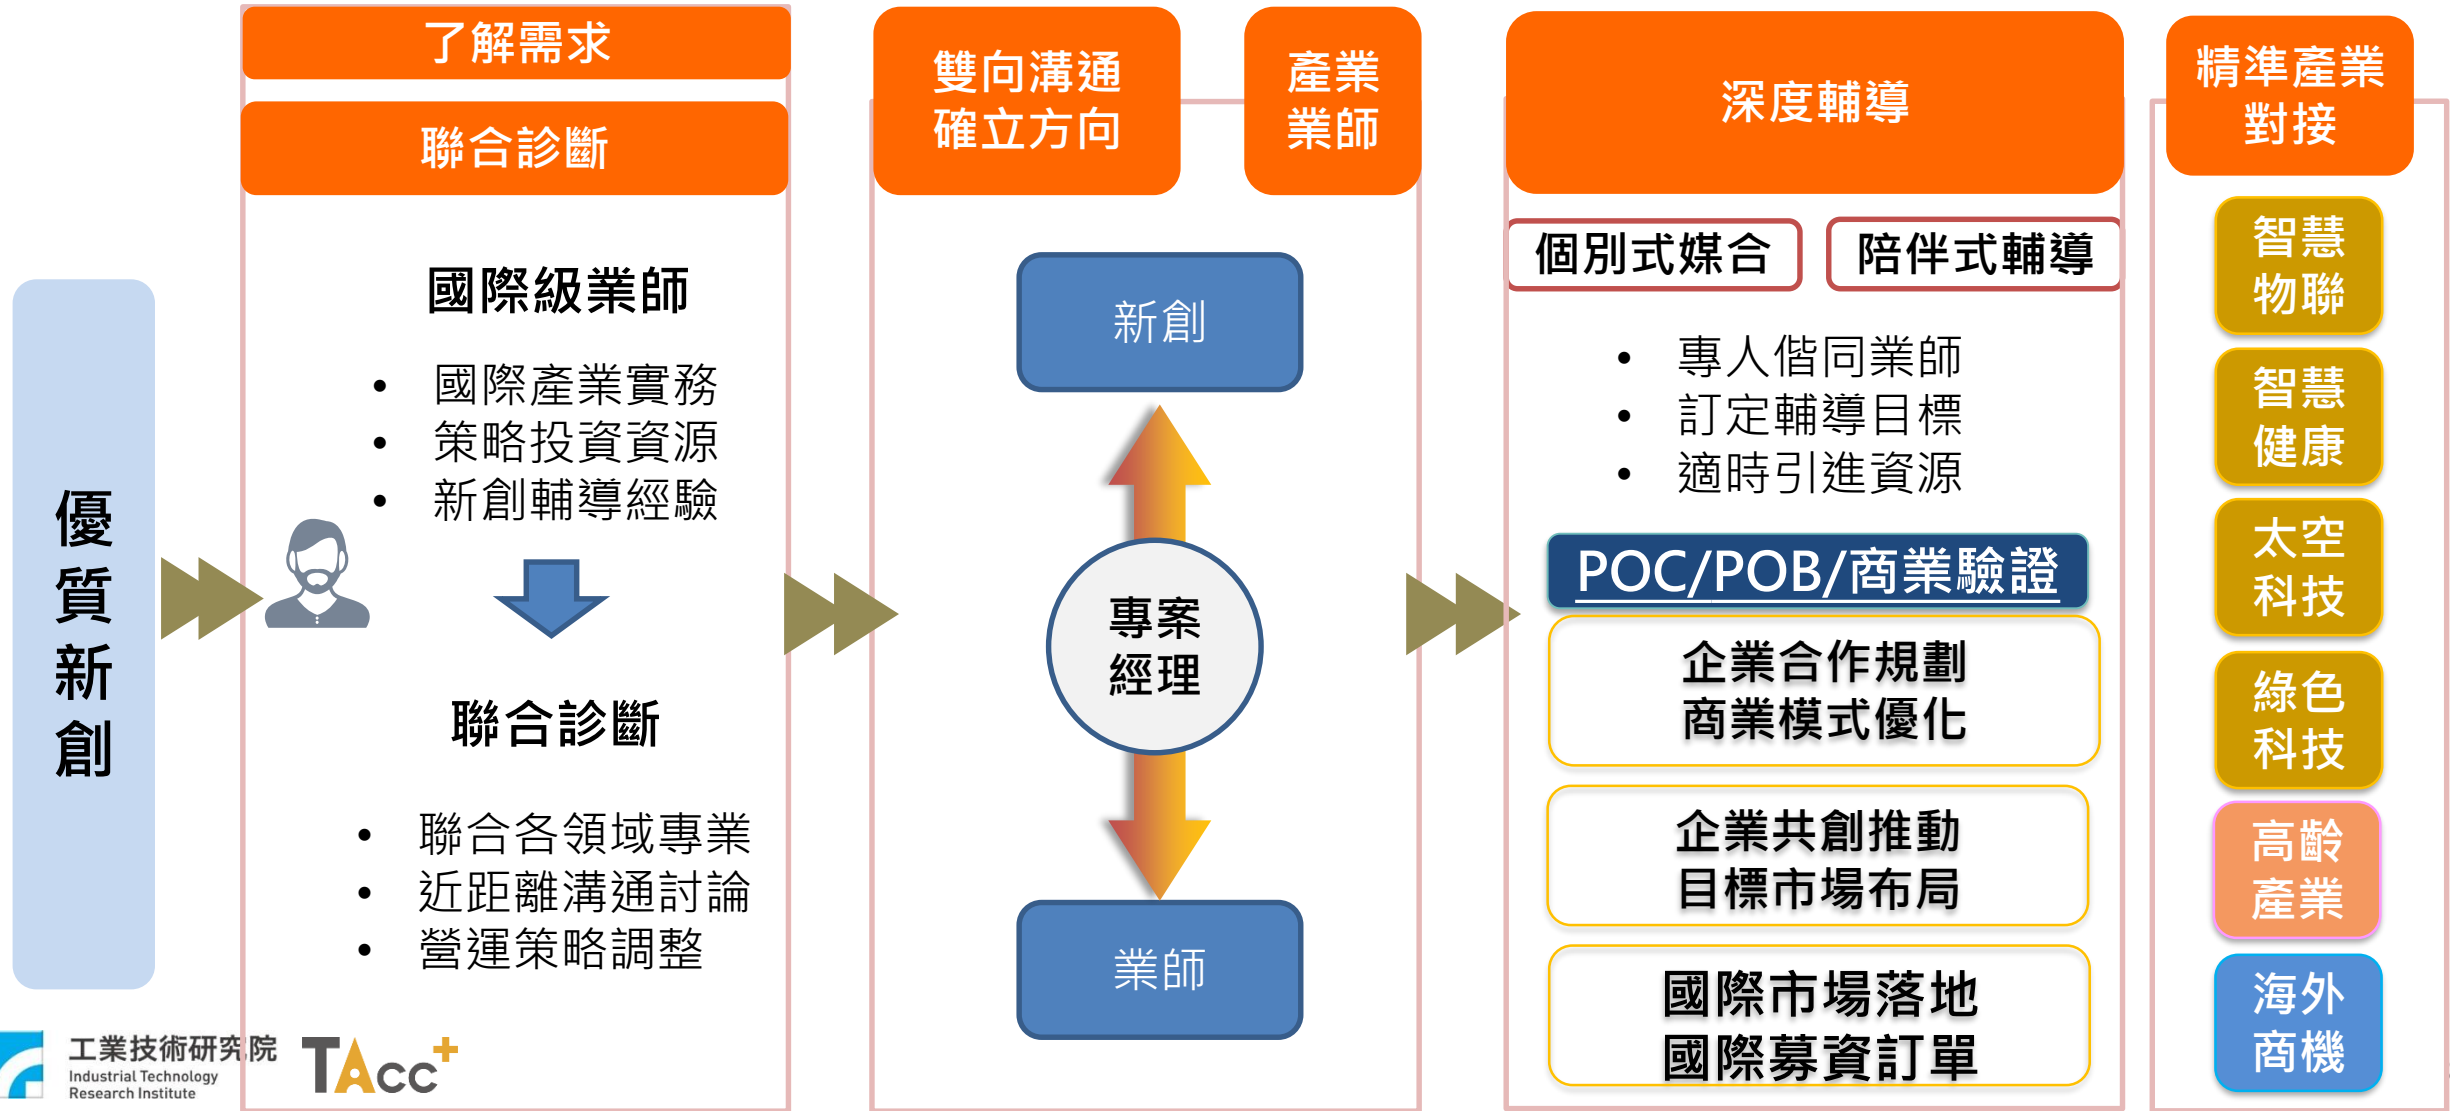 優
質
新
創
了解需求
聯合診斷
國際級業師
• 國際產業實務
• 策略投資資源
• 新創輔導經驗
聯合診斷
• 聯合各領域專業
• 近距離溝通討論
• 營運策略調整
雙向溝通
確立方向
產業
業師
新創
專案
經理
業師
深度輔導
個別式媒合
陪伴式輔導
• 專人偕同業師
• 訂定輔導目標
• 適時引進資源
POC/POB/商業驗證
企業合作規劃
商業模式優化
企業共創推動
目標市場布局
國際市場落地
國際募資訂單
精準產業
對接
智慧
物聯
智慧
健康
太空
科技
綠色
科技
高齡
產業
海外
商機
工業技術研究院
Industrial Technology
Research Institute
TAcc+